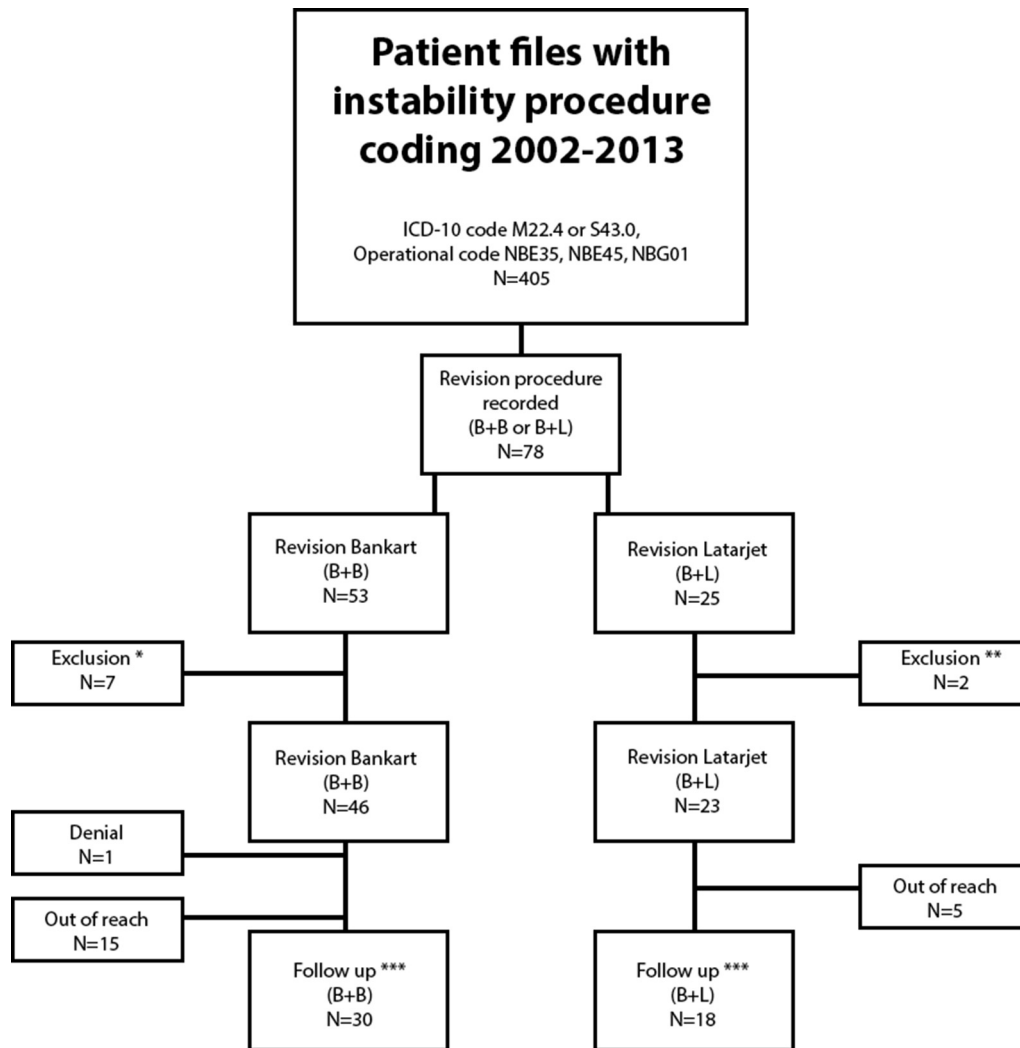 Patient files with
instability procedure
coding 2002-2013
ICD-10 code M22.4 or S43.0,
Operational code NBE35, NBE45, NBG01
N=405
Revision procedure
recorded
(B+B or B+L)
N=78
Revision Bankart
(B+B)
N=53
Revision Latarjet
(B+L)
N=25
Exclusion *
N=7
Exclusion **
N=2
Revision Bankart
(B+B)
N=46
Revision Latarjet
(B+L)
N=23
Denial
N=1
Out of reach
N=15
Out of reach
N=5
Follow up ***
(B+B)
N=30
Follow up ***
(B+L)
N=18